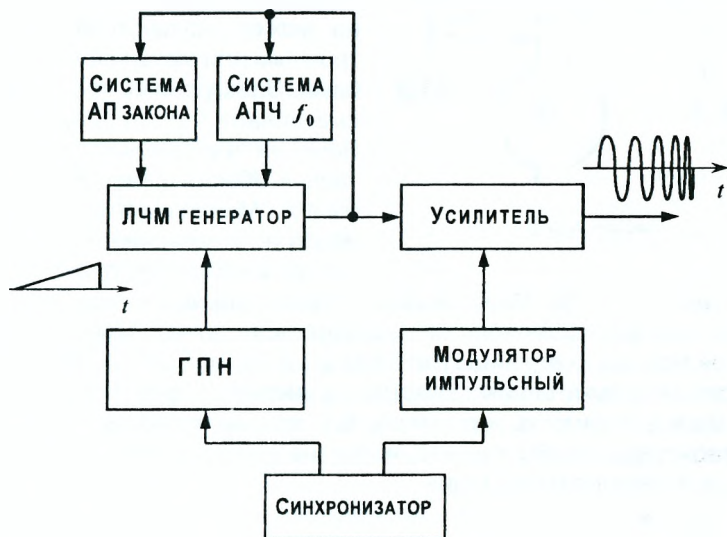 СИСТЕМА
АП ЗАКОНА
СИСТЕМА
АПЧ f₀
ЛЧМ ГЕНЕРАТОР
УСИЛИТЕЛЬ
t
t
ГПН
МОДУЛЯТОР
ИМПУЛЬСНЫЙ
СИНХРОНИЗАТОР